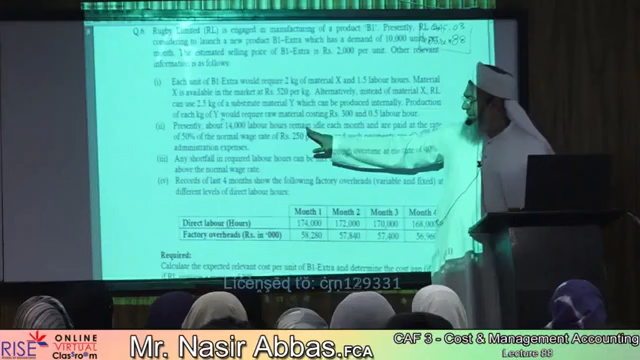 Q.6 Rugby Limited (RL) is engaged in manufacturing of a product 'B1'. Presently, RL
considering to launch a new product B1–Extra which has a demand of 10,000 units per
month. The estimated selling price of B1–Extra is Rs. 2,000 per unit. Other relevant
information is as follows:
(i) Each unit of B1-Extra would require 2 kg of material X and 1.5 labour hours. Material
X is available in the market at Rs. 520 per kg. Alternatively, instead of material X, RL
can use 2.5 kg of a substitute material Y which can be produced internally. Production
of each kg of Y would require raw material costing Rs. 300 and 0.5 labour hour.
(ii) Presently, about 14,000 labour hours remain idle each month and are paid at the rate
of 50% of the normal wage rate of Rs. 250
administration expenses.
(iii) Any shortfall in required labour hours can be through overtime at the rate of 40%
above the normal wage rate.
(iv) Records of last 4 months show the following factory overheads (variable and fixed)
at different levels of direct labour hours:
Month 1 Month 2 Month 3 Month 4
Direct labour (Hours) 174,000 172,000 170,000 168,000
Factory overheads (Rs. in '000) 58,280 57,840 57,400 56,960
Required:
Calculate the expected relevant cost per unit of B1-Extra and determine the
Licensed to: crn129331
RISE
ONLINE
VIRTUAL
Classroom
Mr. Nasir Abbas,FCA
CAF 3 - Cost & Management Accounting
Lecture 88